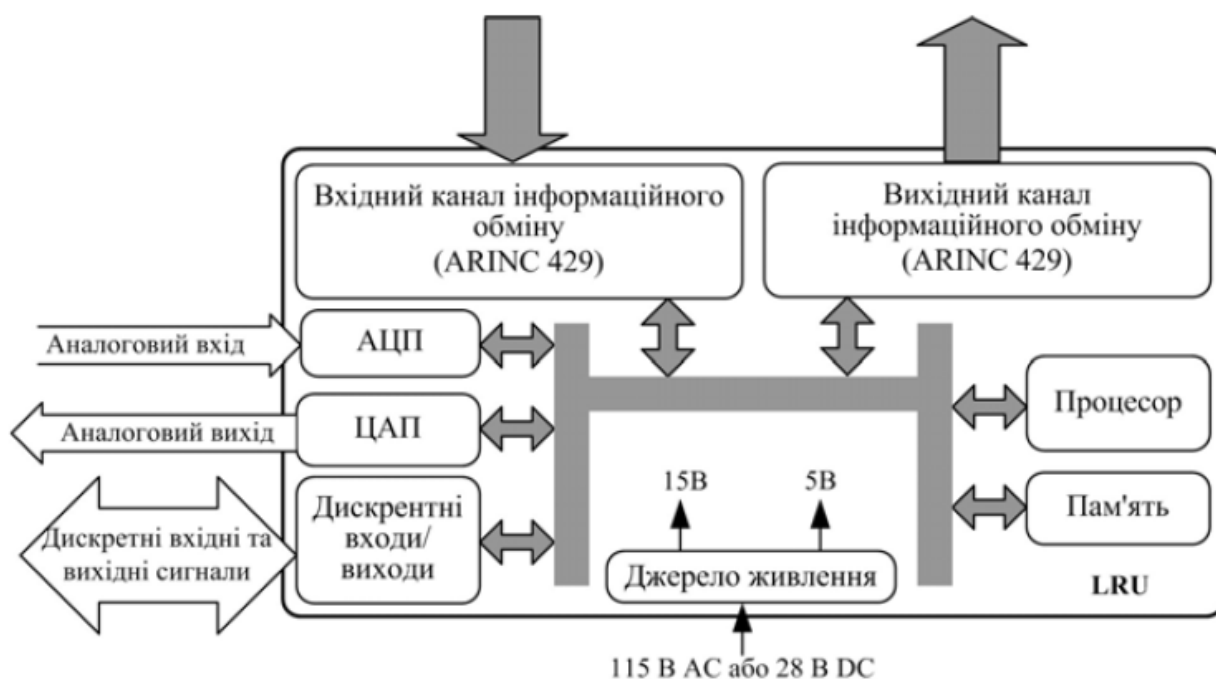 Вхідний канал інформаційного
обміну
(ARINC 429)
Вихідний канал
інформаційного обміну
(ARINC 429)
Аналоговий вхід
АЦП
Аналоговий вихід
ЦАП
Дискретні вхідні та
вихідні сигнали
Дискрентні
входи/
виходи
Процесор
Пам'ять
15В
5В
Джерело живлення
LRU
115 В АС або 28 В DC